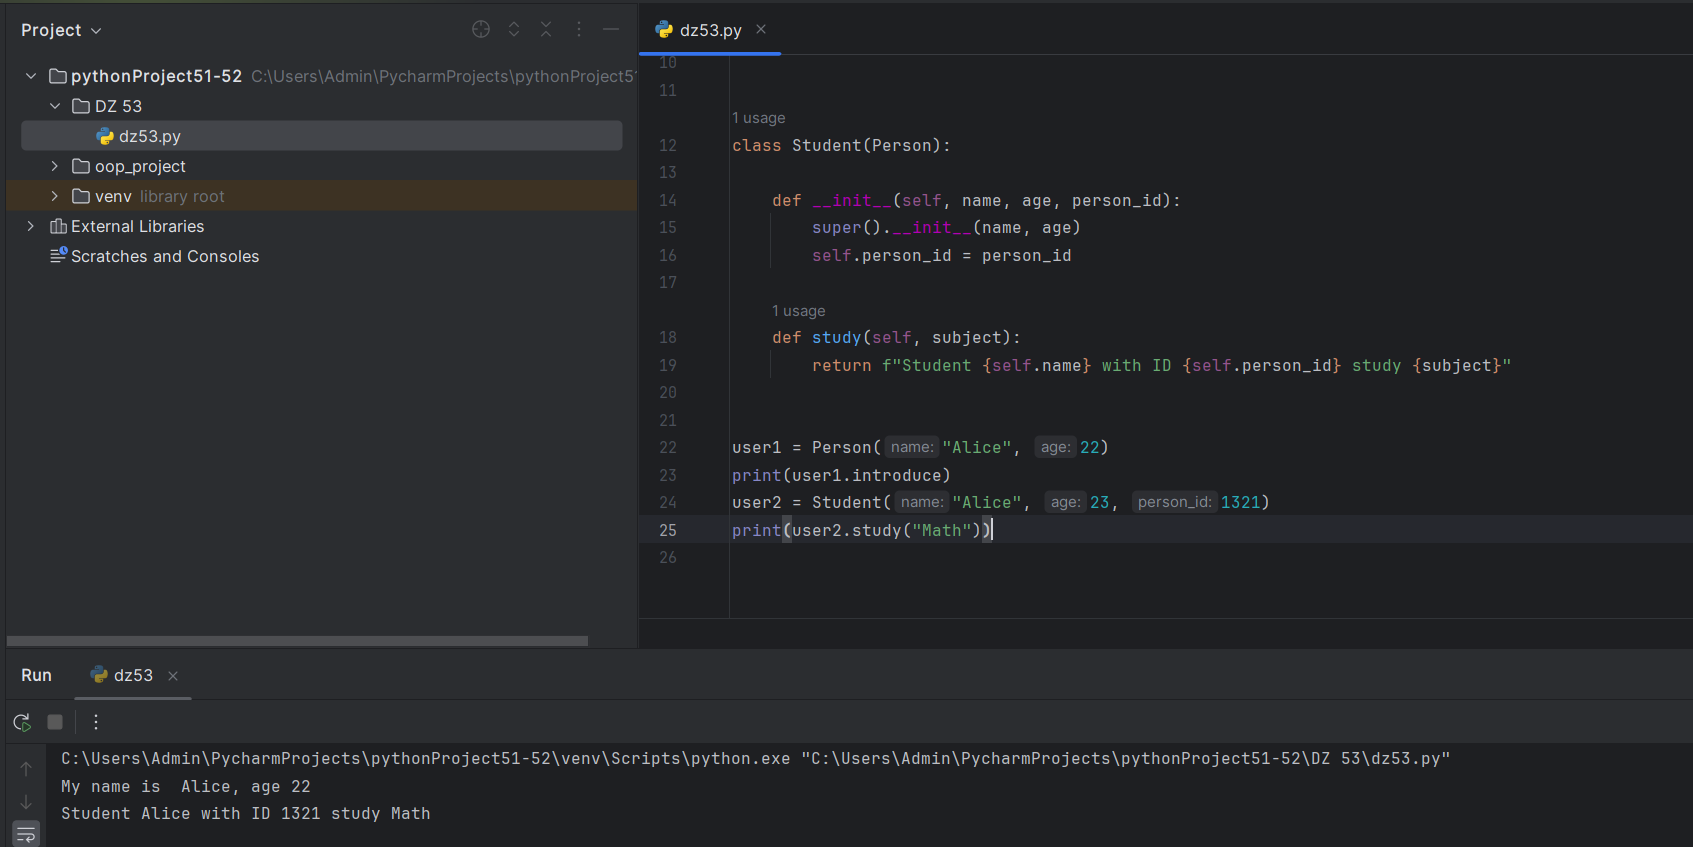 Project
pythonProject51-52 C:\Users\Admin\PycharmProjects\pythonProject51
DZ 53
dz53.py
oop_project
venv library root
External Libraries
Scratches and Consoles
dz53.py
10
11
1 usage
12 class Student(Person):
13
14 def __init__(self, name, age, person_id):
15 super().__init__(name, age)
16 self.person_id = person_id
17
1 usage
18 def study(self, subject):
19 return f"Student {self.name} with ID {self.person_id} study {subject}"
20
21
22 user1 = Person( name: "Alice", age: 22)
23 print(user1.introduce)
24 user2 = Student( name: "Alice", age: 23, person_id: 1321)
25 print(user2.study("Math"))
26
Run dz53
C:\Users\Admin\PycharmProjects\pythonProject51-52\venv\Scripts\python.exe "C:\Users\Admin\PycharmProjects\pythonProject51-52\DZ 53\dz53.py"
My name is  Alice, age 22
Student Alice with ID 1321 study Math